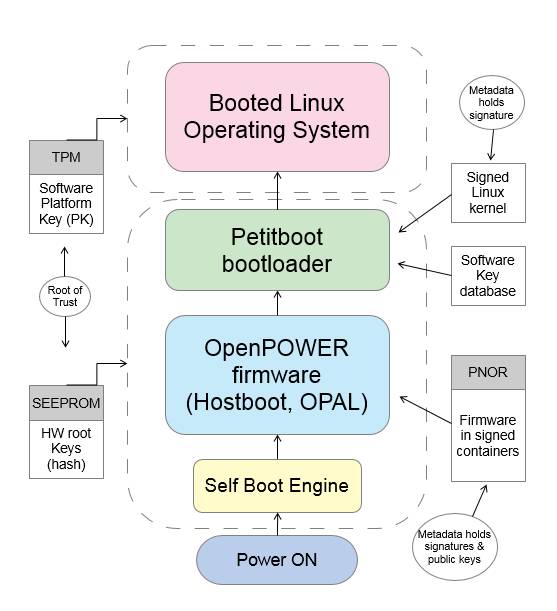 Booted Linux
Operating System
Metadata
holds
signature
TPM
Software
Platform
Key (PK)
Signed
Linux
kernel
Petitboot
bootloader
Software
Key
database
Root of
Trust
OpenPOWER
firmware
(Hostboot, OPAL)
SEEPROM
HW root
Keys
(hash)
PNOR
Firmware
in signed
containers
Self Boot Engine
Metadata holds
signatures &
public keys
Power ON